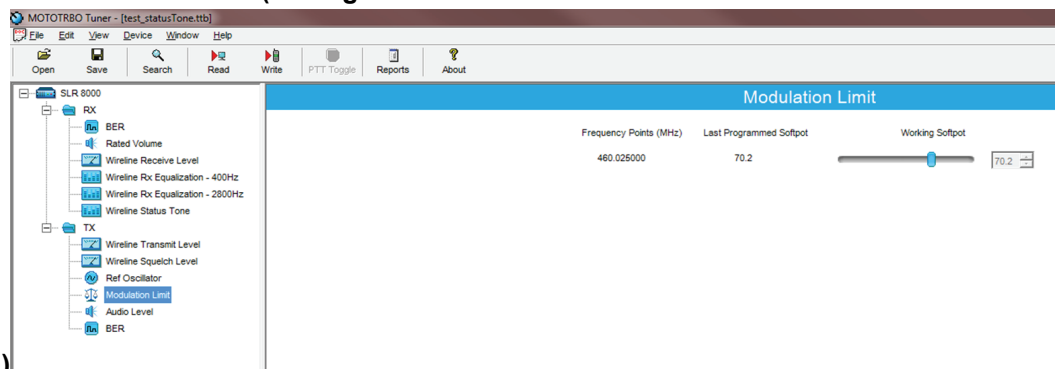 MOTOTRBO Tuner - [test_statusTone.ttb]
File Edit View Device Window Help
Open Save Search Read Write PTT Toggle Reports About
SLR 8000
RX
BER
Rated Volume
Wireline Receive Level
Wireline Rx Equalization - 400Hz
Wireline Rx Equalization - 2800Hz
Wireline Status Tone
TX
Wireline Transmit Level
Wireline Squelch Level
Ref Oscillator
Modulation Limit
Audio Level
BER
Modulation Limit
Frequency Points (MHz) Last Programmed Softpot Working Softpot
460.025000 70.2 70.2
)